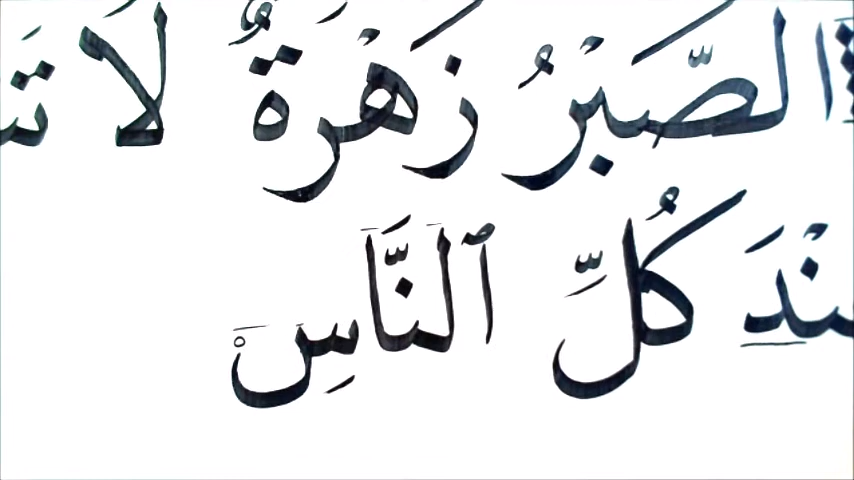 الصَّبْرُ زَهْرَةٌ لَا
كُلِّ ٱلنَّاسِ